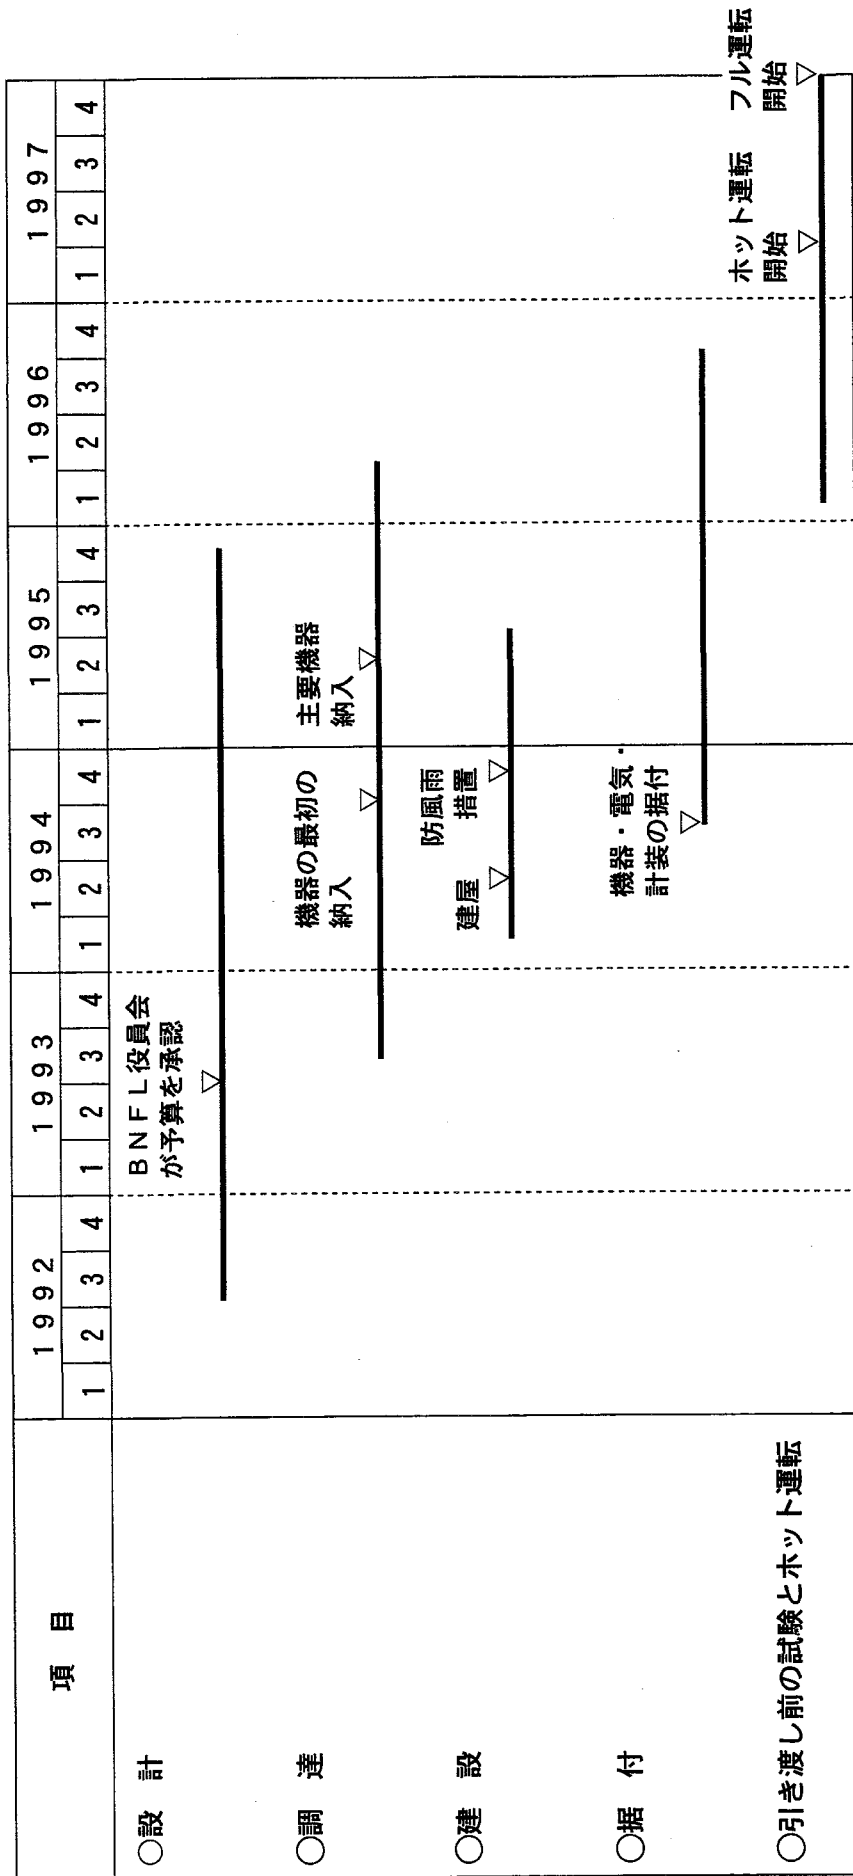 項 目
1992
1993
1994
1995
1996
1997
1 2 3 4 1 2 3 4 1 2 3 4 1 2 3 4 1 2 3 4 1 2 3 4
○設 計
BNFL役員会
が予算を承認
▽
○調 達
機器の最初の
納入
▽
主要機器
納入
▽
○建 設
建屋
▽
防風雨
措置
▽
○据 付
機器・電気・
計装の据付
▽
○引き渡し前の試験とホット運転
ホット運転
開始
▽
フル運転
開始
▽